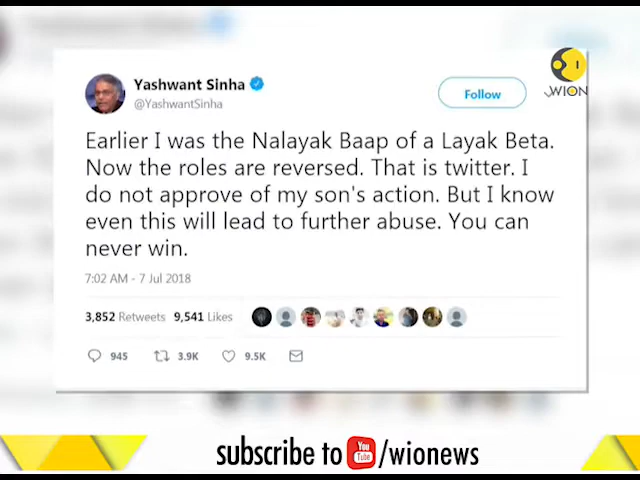 Yashwant Sinha
@YashwantSinha
Follow
WION
Earlier I was the Nalayak Baap of a Layak Beta.
Now the roles are reversed. That is twitter. I
do not approve of my son's action. But I know
even this will lead to further abuse. You can
never win.
7:02 AM - 7 Jul 2018
3,852 Retweets 9,541 Likes
945 3.9K 9.5K
subscribe to You Tube /wionews